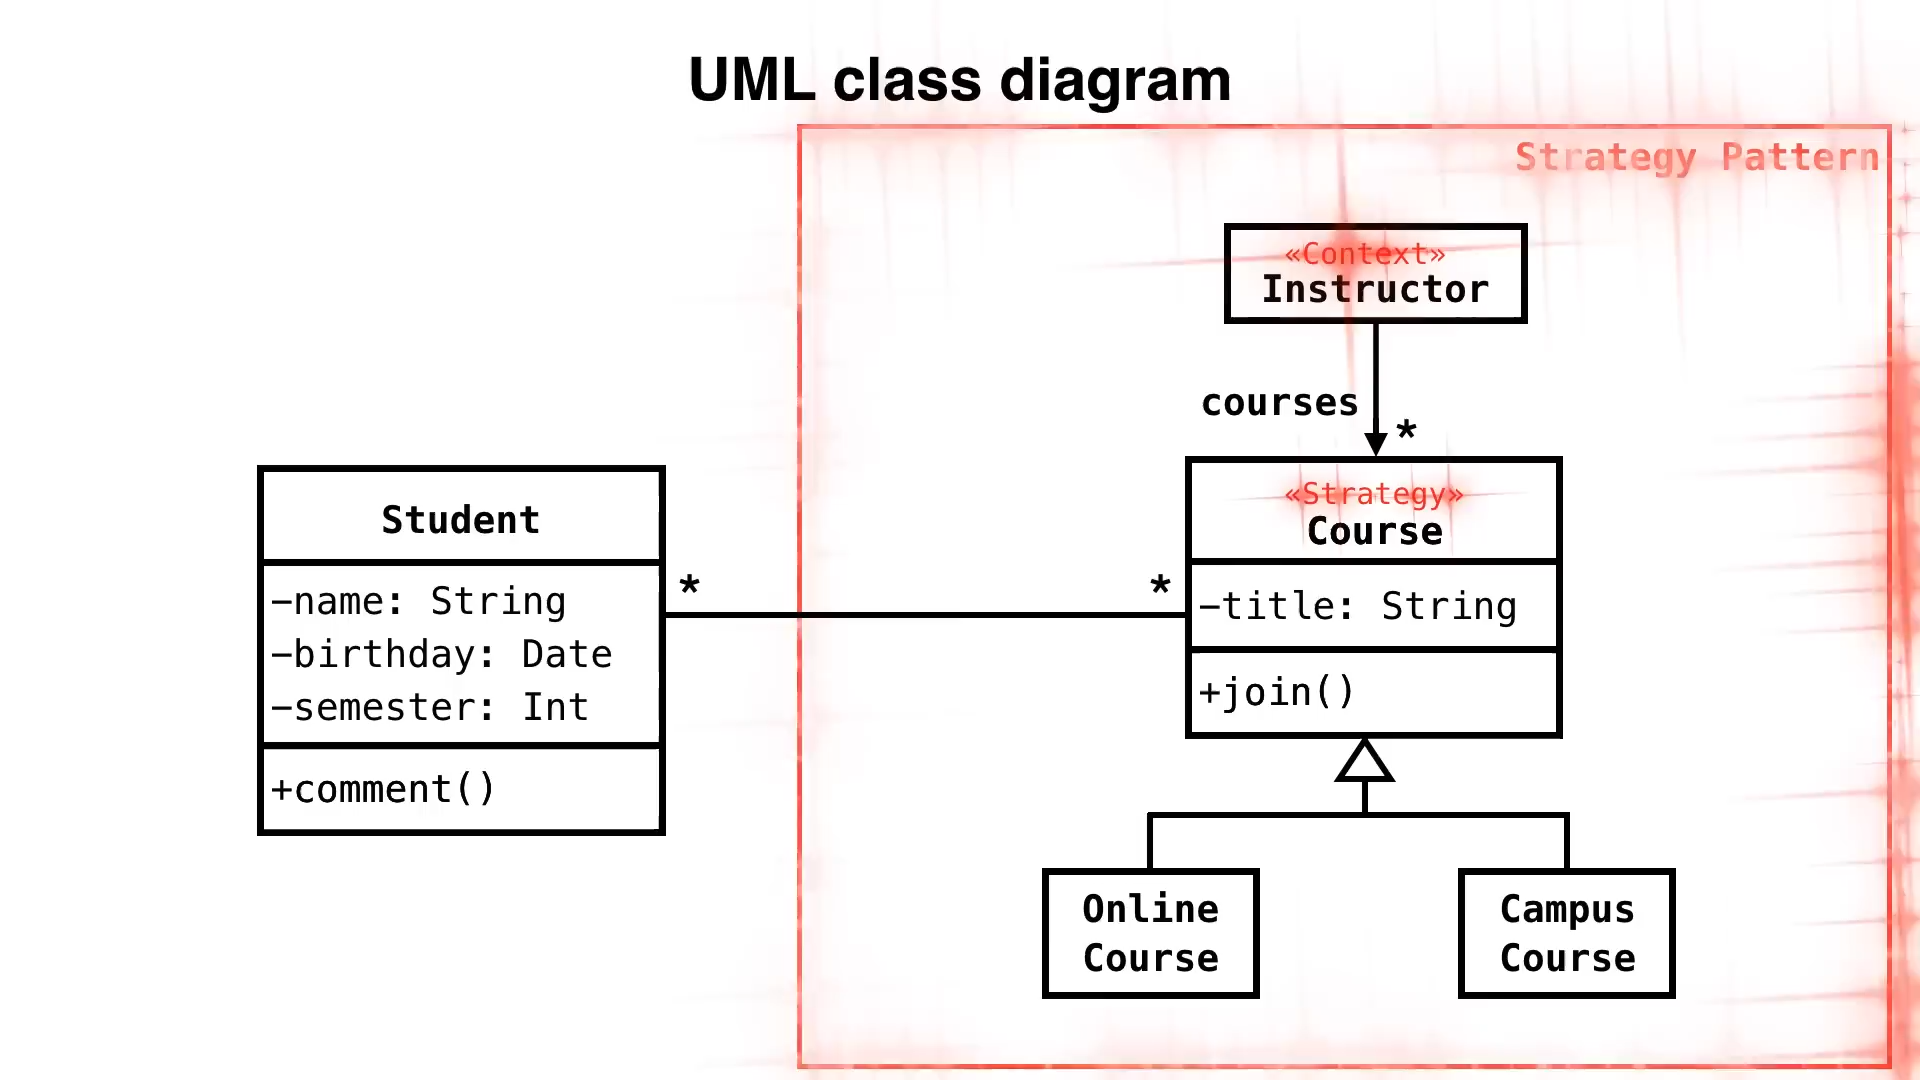 UML class diagram
Strategy Pattern
«Context»
Instructor
courses
*
«Strategy»
Course
-title: String
+join()
Student
-name: String
-birthday: Date
-semester: Int
+comment()
*
*
Online
Course
Campus
Course